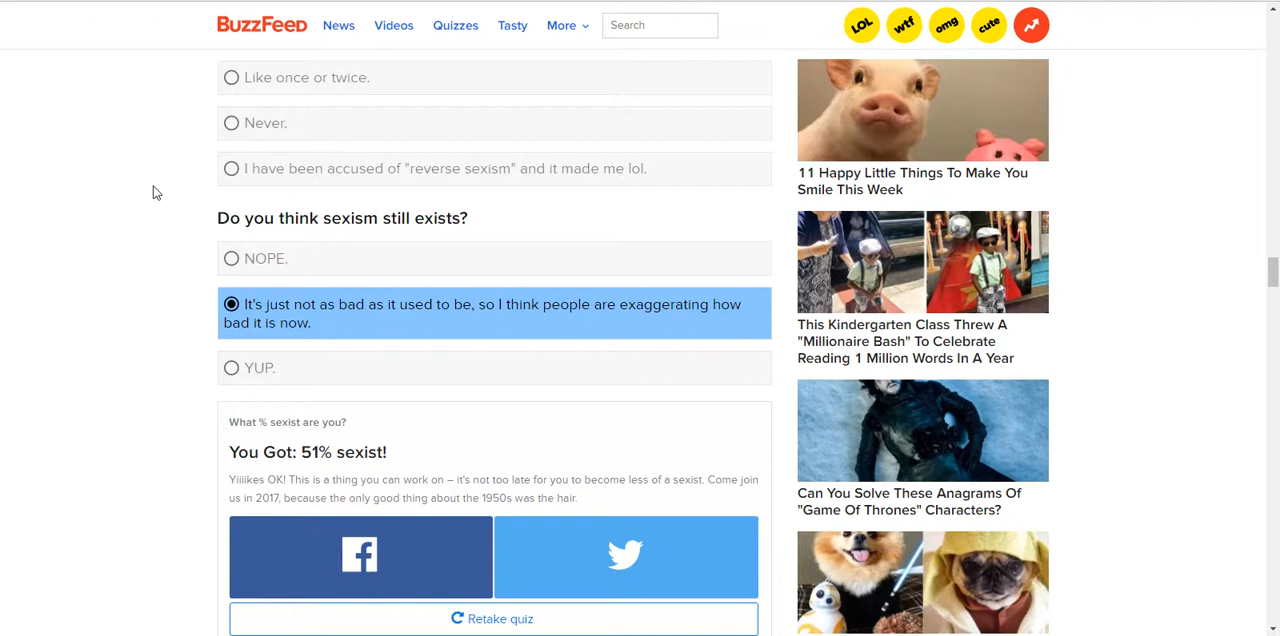 BuzzFeed News Videos Quizzes Tasty More Search LOL wtf omg cute
Like once or twice.
Never.
I have been accused of "reverse sexism" and it made me lol.
Do you think sexism still exists?
NOPE.
It's just not as bad as it used to be, so I think people are exaggerating how
bad it is now.
YUP.
What % sexist are you?
You Got: 51% sexist!
Yiiiikes OK! This is a thing you can work on – it's not too late for you to become less of a sexist. Come join
us in 2017, because the only good thing about the 1950s was the hair.
Retake quiz
11 Happy Little Things To Make You
Smile This Week
This Kindergarten Class Threw A
"Millionaire Bash" To Celebrate
Reading 1 Million Words In A Year
Can You Solve These Anagrams Of
"Game Of Thrones" Characters?